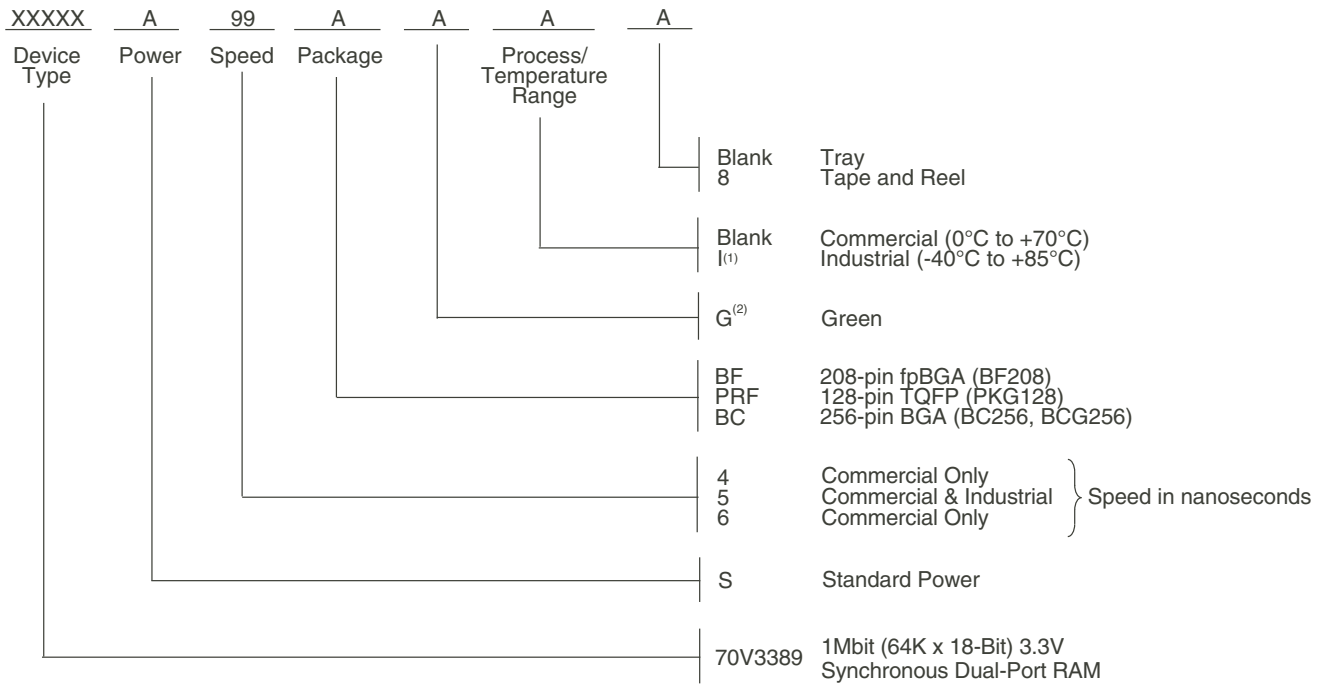 XXXXX A 99 A A A A
Device Type Power Speed Package Process/ Temperature Range
Blank Tray
8 Tape and Reel
Blank Commercial (0°C to +70°C)
I(1) Industrial (-40°C to +85°C)
G(2) Green
BF 208-pin fpBGA (BF208)
PRF 128-pin TQFP (PKG128)
BC 256-pin BGA (BC256, BCG256)
4 Commercial Only
5 Commercial & Industrial Speed in nanoseconds
6 Commercial Only
S Standard Power
70V3389 1Mbit (64K x 18-Bit) 3.3V
Synchronous Dual-Port RAM